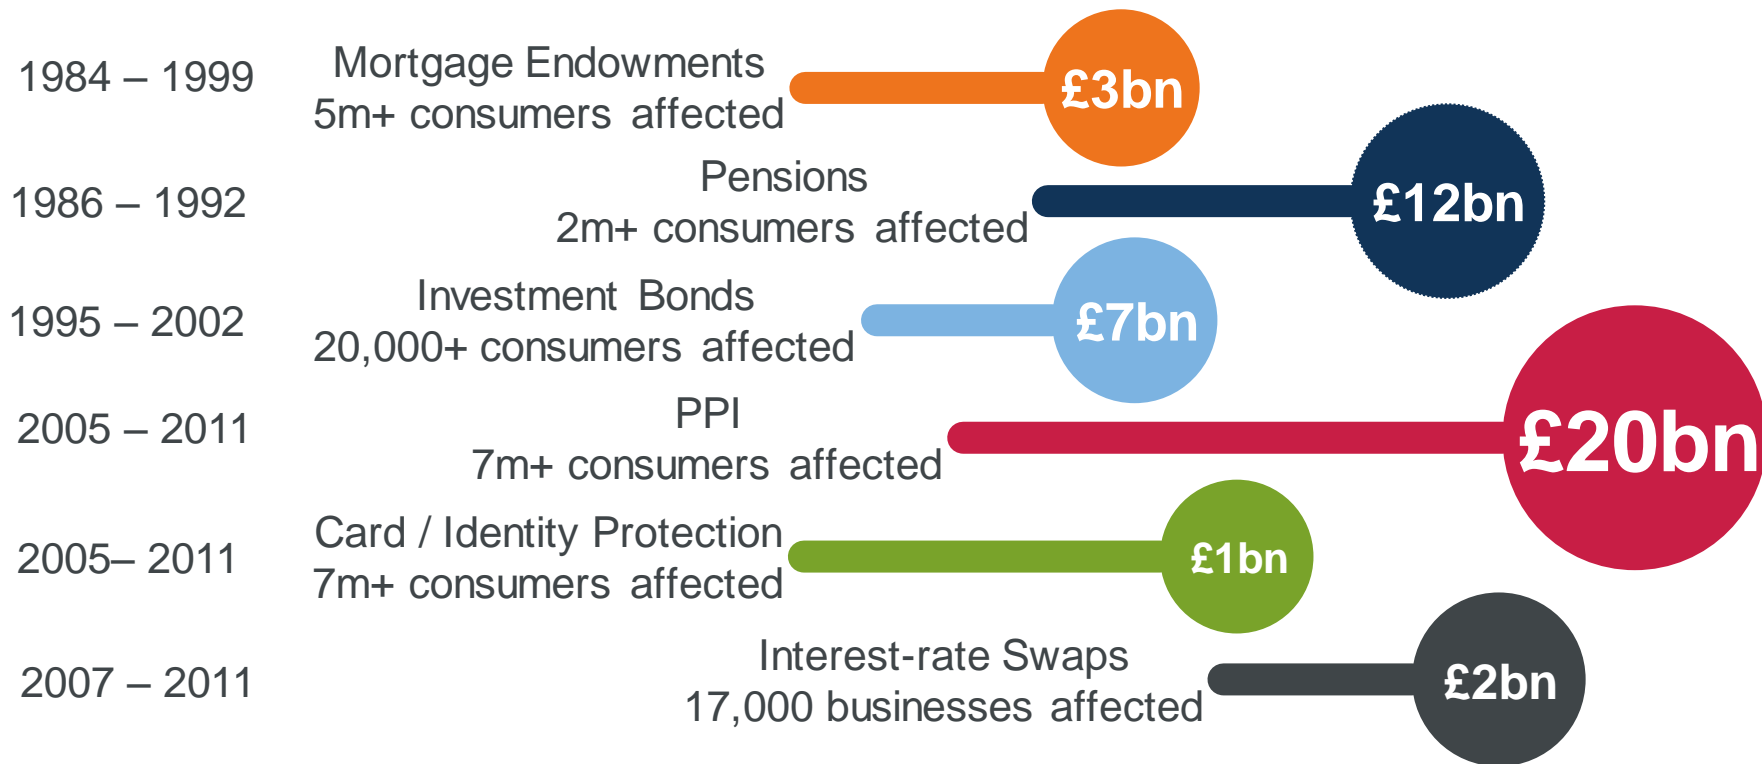 1984 – 1999
Mortgage Endowments
5m+ consumers affected
£3bn
1986 – 1992
Pensions
2m+ consumers affected
£12bn
1995 – 2002
Investment Bonds
20,000+ consumers affected
£7bn
2005 – 2011
PPI
7m+ consumers affected
£20bn
2005– 2011
Card / Identity Protection
7m+ consumers affected
£1bn
2007 – 2011
Interest-rate Swaps
17,000 businesses affected
£2bn